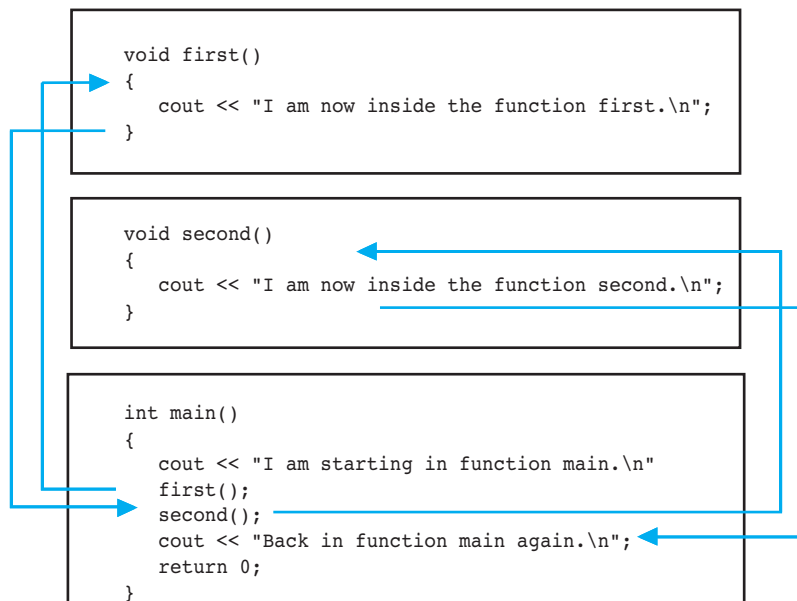 void first()
{
   cout << "I am now inside the function first.\n";
}
void second()
{
   cout << "I am now inside the function second.\n";
}
int main()
{
   cout << "I am starting in function main.\n"
   first();
   second();
   cout << "Back in function main again.\n";
   return 0;
}